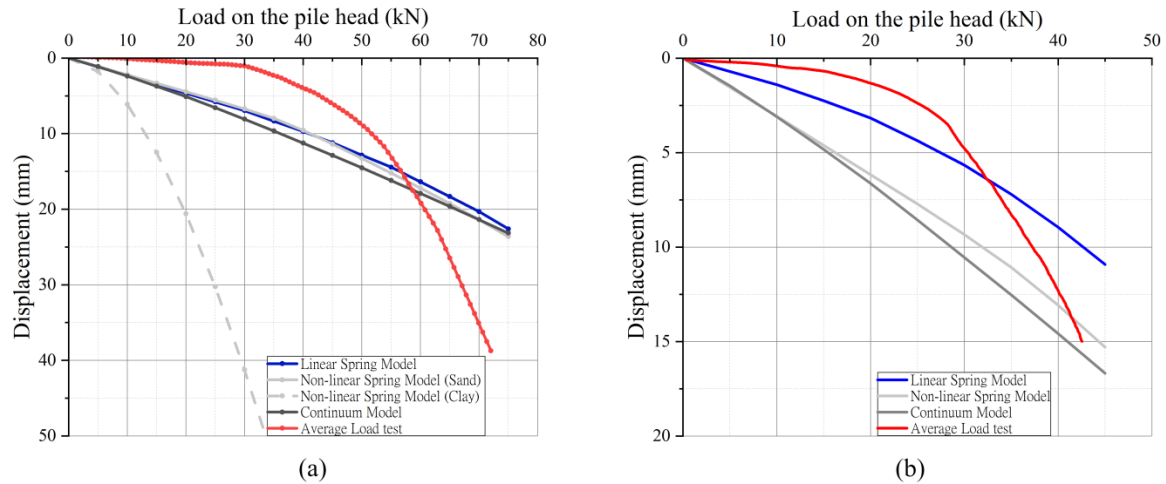 Load on the pile head (kN)
0 10 20 30 40 50 60 70 80
0
10
20
30
40
50
Displacement (mm)
Linear Spring Model
Non-linear Spring Model (Sand)
Non-linear Spring Model (Clay)
Continuum Model
Average Load test
(a)
Load on the pile head (kN)
0 10 20 30 40 50
0
5
10
15
20
Displacement (mm)
Linear Spring Model
Non-linear Spring Model
Continuum Model
Average Load test
(b)